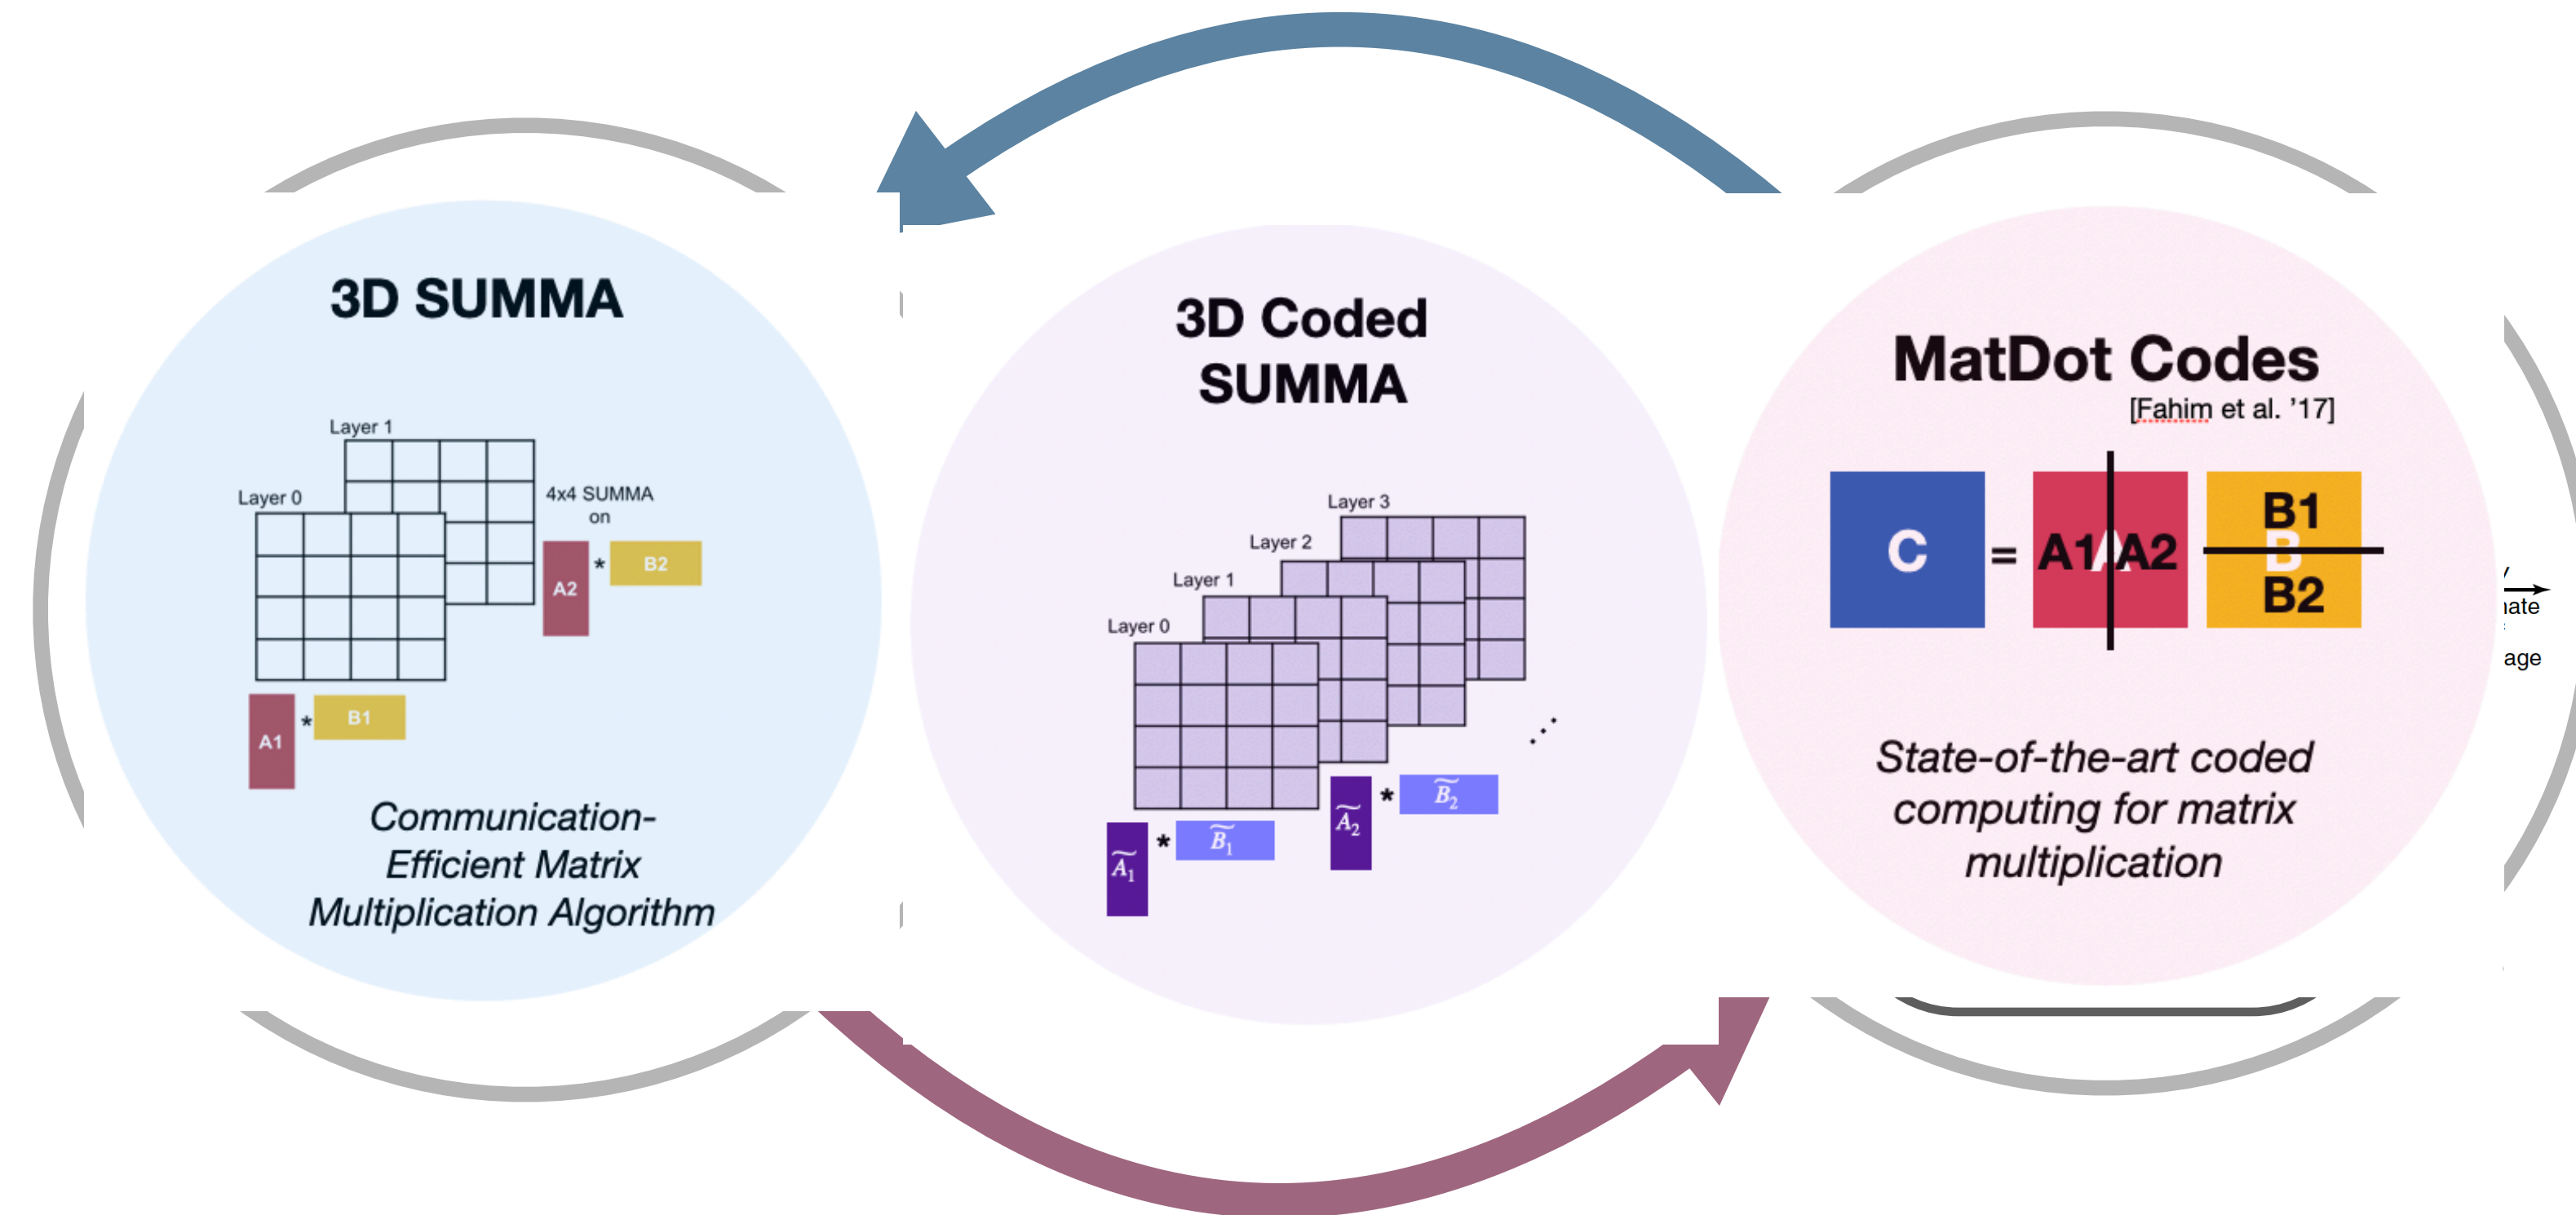 3D SUMMA
Layer 1
Layer 0
4x4 SUMMA
on
A2 * B2
A1 * B1
Communication-
Efficient Matrix
Multiplication Algorithm
3D Coded
SUMMA
Layer 3
Layer 2
Layer 1
Layer 0
Ã₂ * B̃₂
Ã₁ * B̃₁
MatDot Codes
[Fahim et al. ’17]
C = A1 A A2 B1
B
B2
State-of-the-art coded
computing for matrix
multiplication